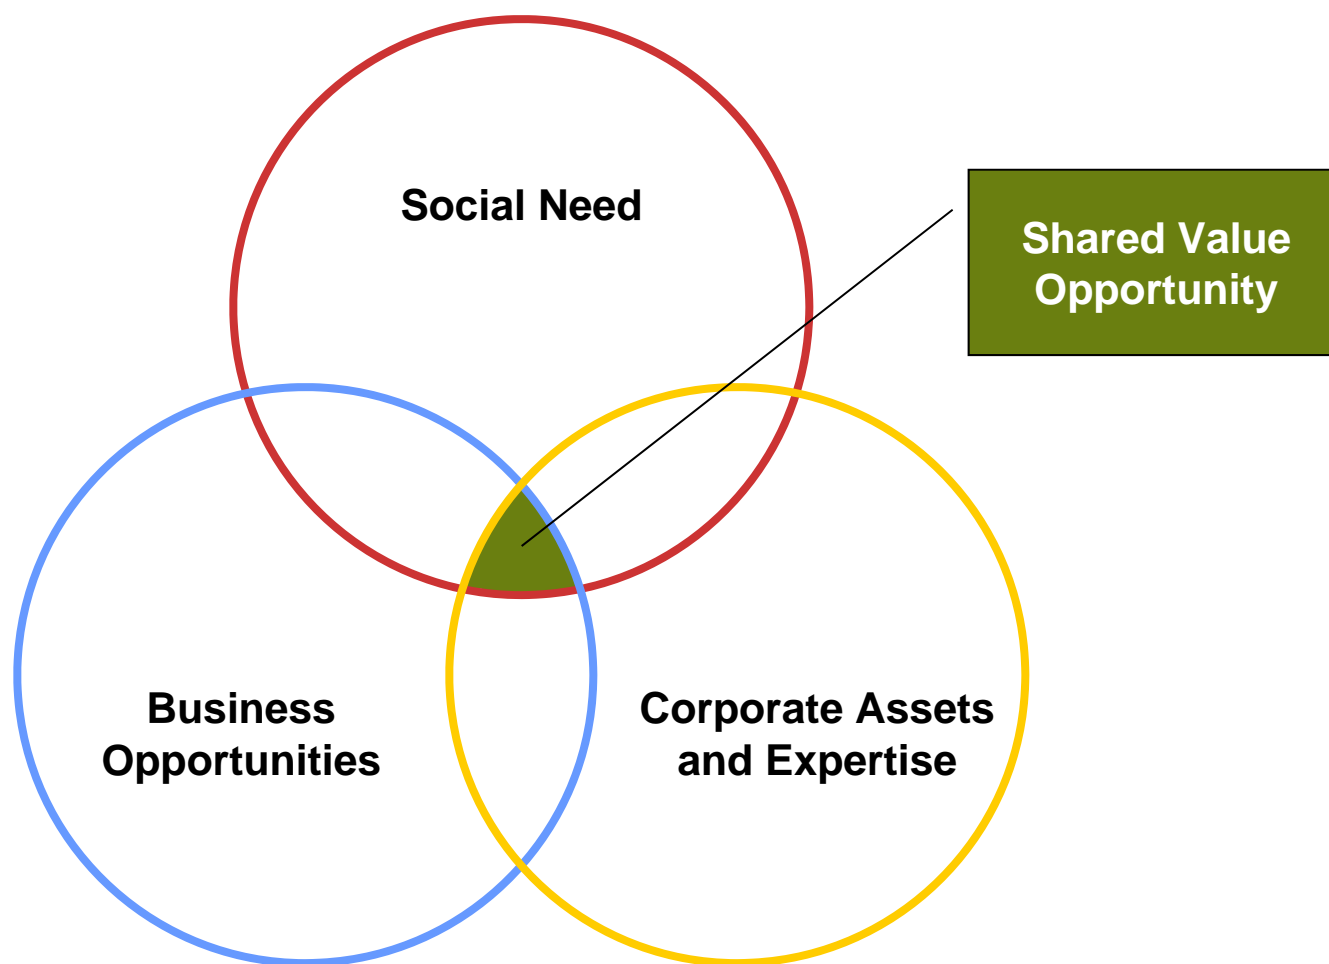 Social Need
Shared Value
Opportunity
Business
Opportunities
Corporate Assets
and Expertise